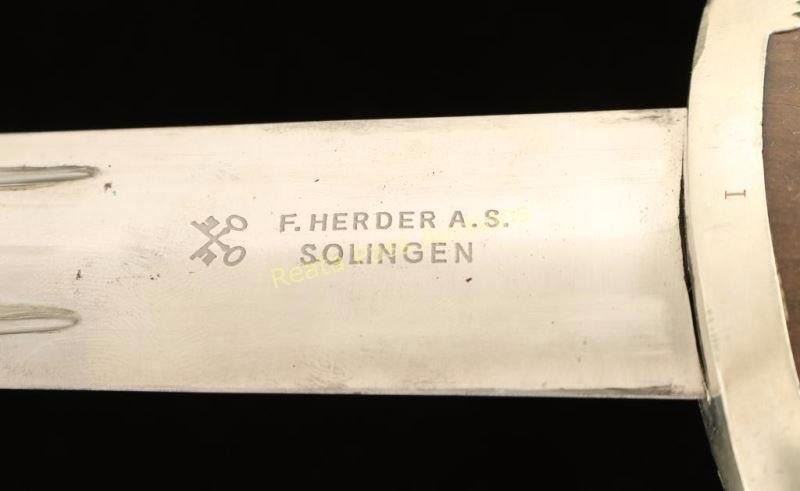 F. HERDER A.S.
SOLINGEN
I